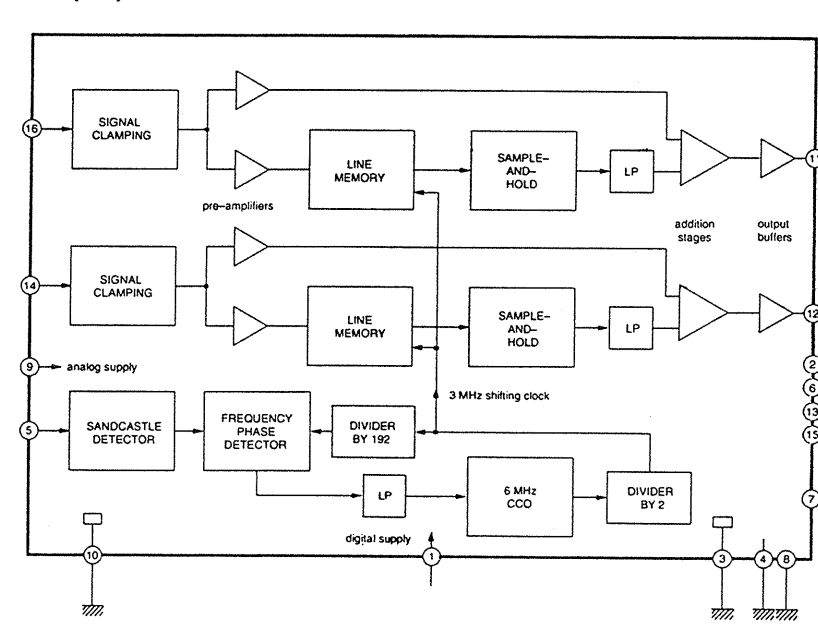 SIGNAL
CLAMPING
16
LINE
MEMORY
SAMPLE-
AND-
HOLD
LP
11
pre-amplifiers
addition
stages
output
buffers
SIGNAL
CLAMPING
14
LINE
MEMORY
SAMPLE-
AND-
HOLD
LP
12
9
analog supply
2
6
13
15
3 MHz shifting clock
5
SANDCASTLE
DETECTOR
FREQUENCY
PHASE
DETECTOR
DIVIDER
BY 192
LP
6 MHz
CCO
DIVIDER
BY 2
7
digital supply
10
1
3
4
8